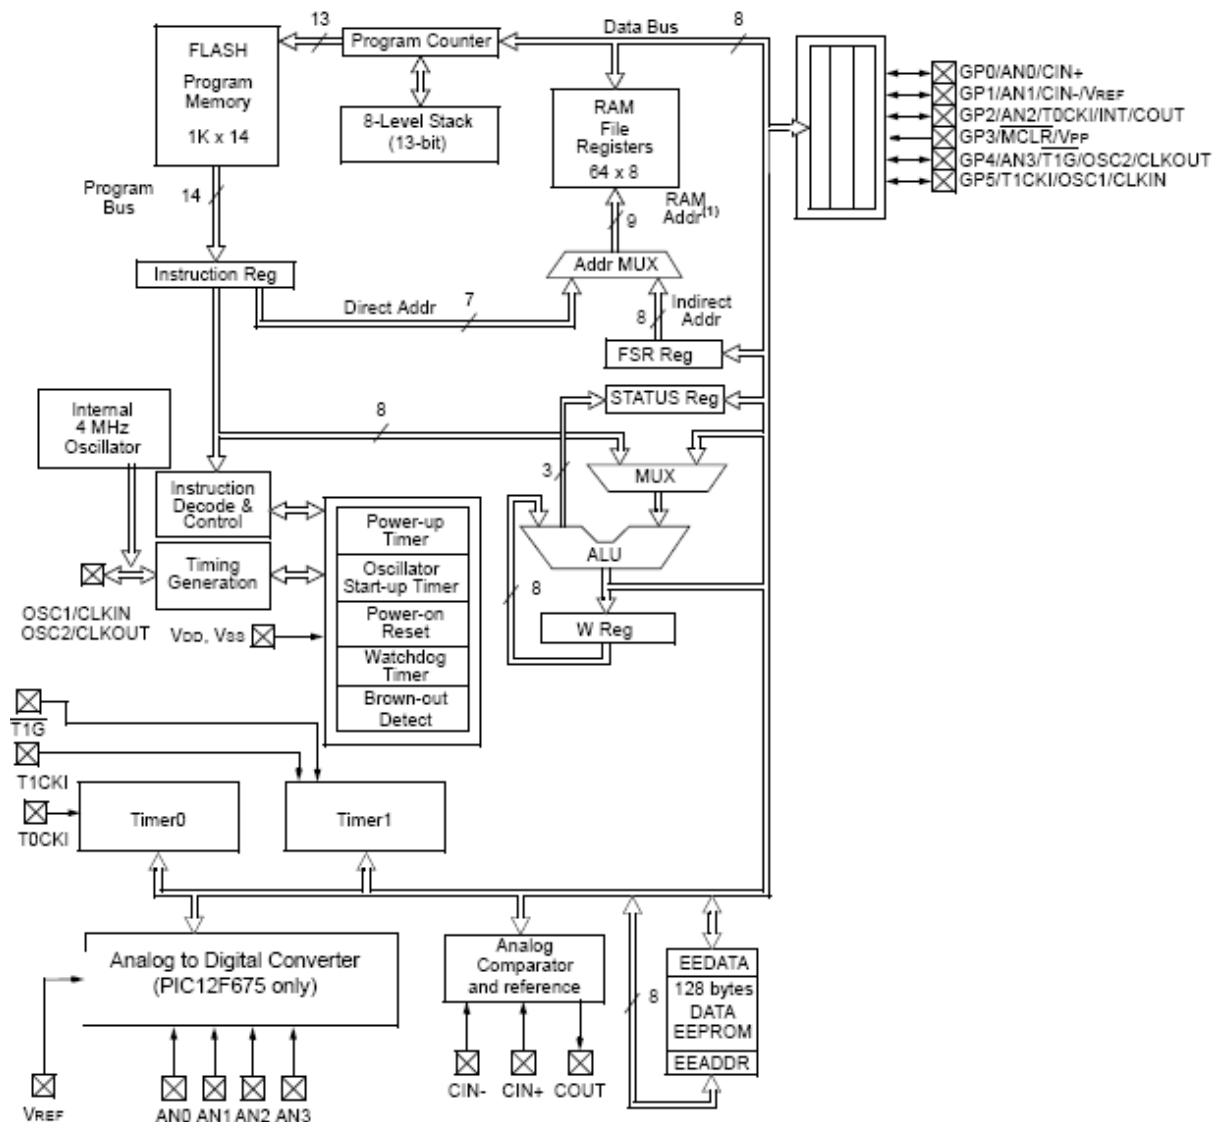 13
Program Counter
Data Bus
8
FLASH
Program
Memory
1K x 14
8-Level Stack
(13-bit)
RAM
File
Registers
64 x 8
GP0/AN0/CIN+
GP1/AN1/CIN-/VREF
GP2/AN2/T0CKI/INT/COUT
GP3/MCLR/VPP
GP4/AN3/T1G/OSC2/CLKOUT
GP5/T1CKI/OSC1/CLKIN
Program
Bus
14
RAM
Addr(1)
9
Addr MUX
Instruction Reg
Direct Addr
7
Indirect
Addr
8
FSR Reg
STATUS Reg
Internal
4 MHz
Oscillator
8
3
MUX
Instruction
Decode &
Control
Power-up
Timer
ALU
Timing
Generation
Oscillator
Start-up Timer
8
OSC1/CLKIN
OSC2/CLKOUT
VDD, VSS
Power-on
Reset
W Reg
Watchdog
Timer
Brown-out
Detect
T1G
T1CKI
T0CKI
Timer0
Timer1
Analog to Digital Converter
(PIC12F675 only)
Analog
Comparator
and reference
8
EEDATA
128 bytes
DATA
EEPROM
EEADDR
VREF
AN0 AN1 AN2 AN3
CIN- CIN+ COUT